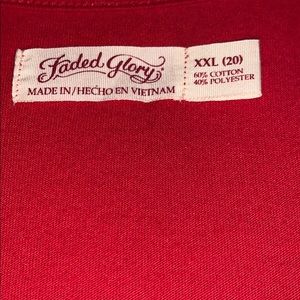 Faded Glory®
MADE IN/HECHO EN VIETNAM
XXL (20)
60% COTTON
40% POLYESTER